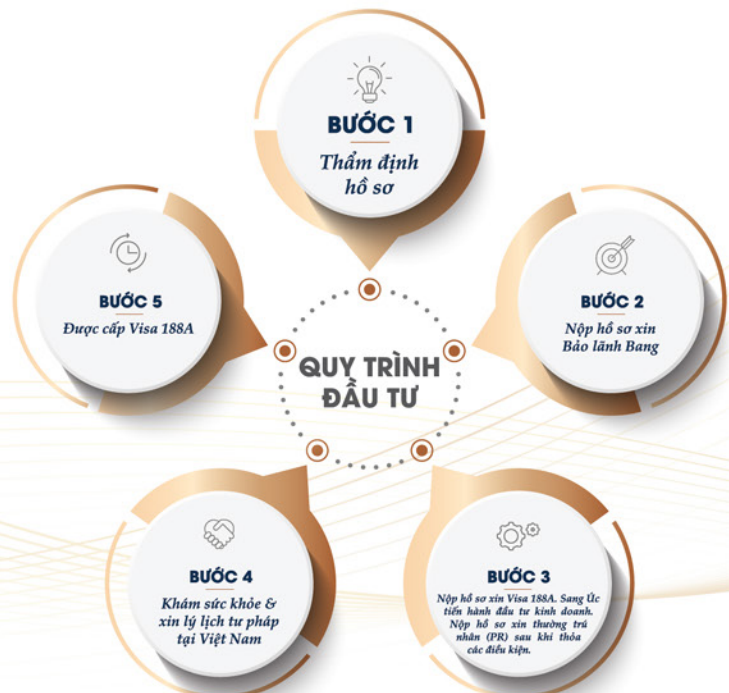 BƯỚC 1
Thẩm định
hồ sơ
BƯỚC 2
Nộp hồ sơ xin
Bảo lãnh Bang
BƯỚC 3
Nộp hồ sơ xin Visa 188A. Sang Úc
tiến hành đầu tư kinh doanh.
Nộp hồ sơ xin thường trú
nhân (PR) sau khi thỏa
các điều kiện.
BƯỚC 4
Khám sức khỏe &
xin lý lịch tư pháp
tại Việt Nam
BƯỚC 5
Được cấp Visa 188A
QUY TRÌNH
ĐẦU TƯ